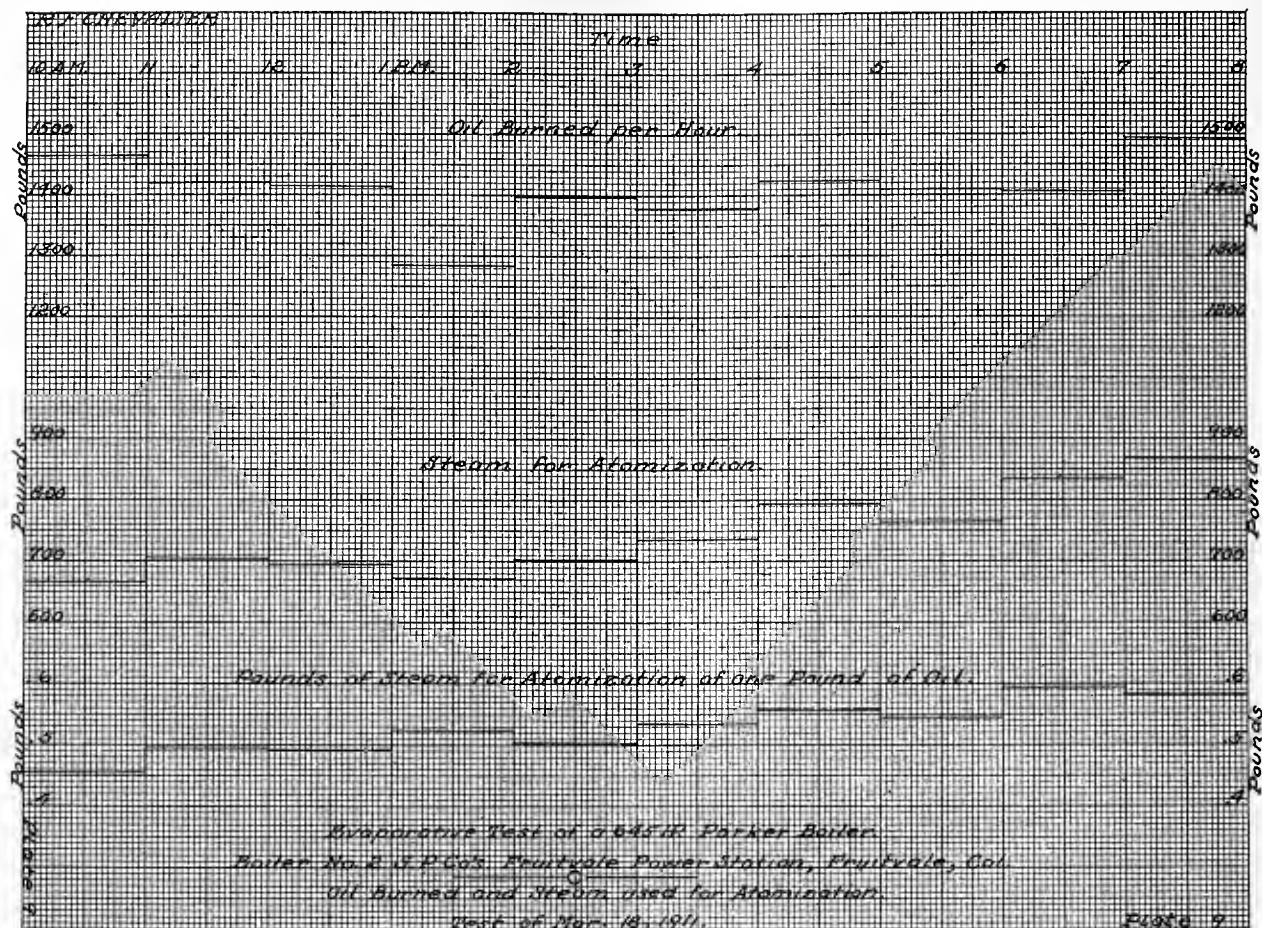 R F CHEVALIER
Time
10 A.M. 11 12 1 P.M. 2 3 4 5 6 7 8
Oil Burned per Hour.
1500 1500
Pounds Pounds
1400 1400
1300 1300
1200 1200
900 900
Steam for Atomization.
Pounds Pounds
800 800
700 700
600 600
Pounds of Steam for Atomization of one Pound of Oil.
.6 .6
Pounds Pounds
.5 .5
.4 .4
Evaporative Test of a 645 HP Parker Boiler
Boiler No. 2 S.P.Co's Fruitvale Power Station, Fruitvale, Cal.
Oil Burned and Steam used for Atomization.
Test of Mar. 18, 1911.
Plate 9